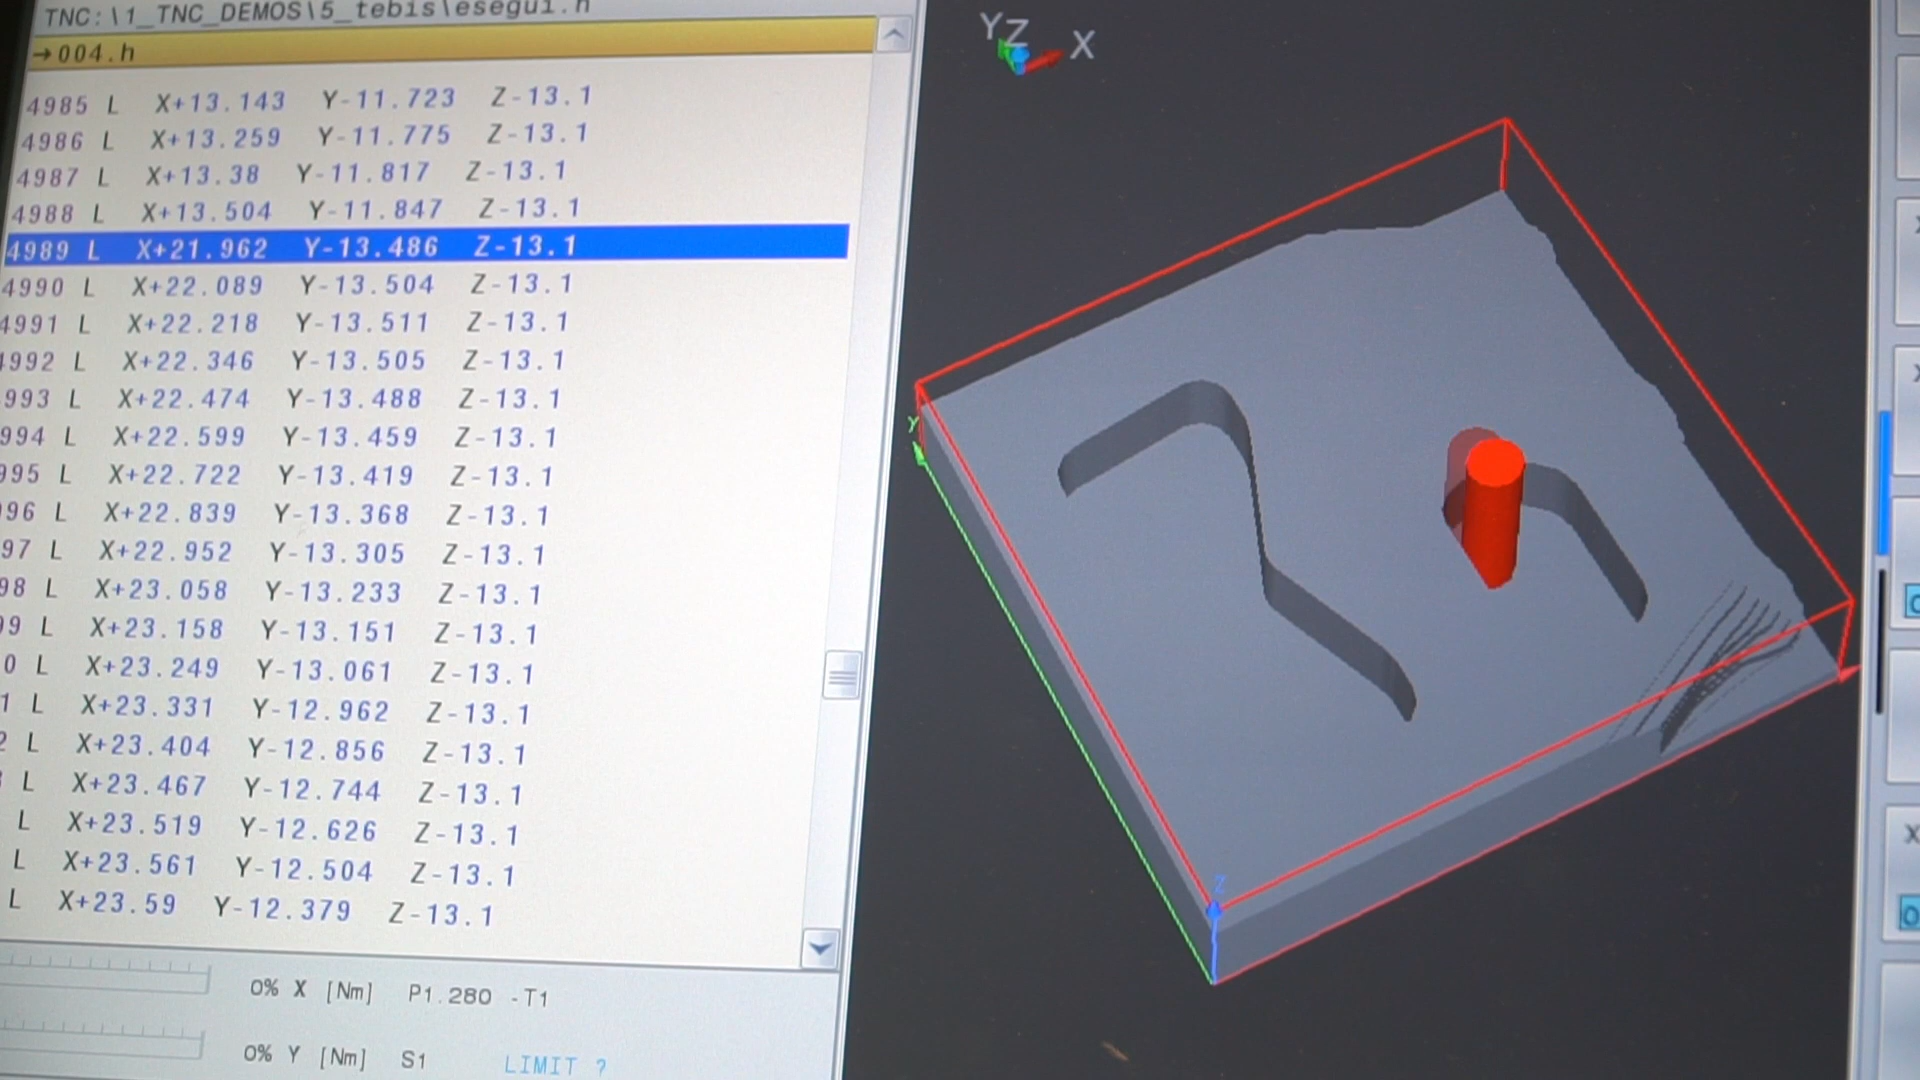 TNC:\1_TNC_DEMOS\5_tebis\esegui.h
→004.h
4985 L X+13.143 Y-11.723 Z-13.1
4986 L X+13.259 Y-11.775 Z-13.1
4987 L X+13.38 Y-11.817 Z-13.1
4988 L X+13.504 Y-11.847 Z-13.1
4989 L X+21.962 Y-13.486 Z-13.1
4990 L X+22.089 Y-13.504 Z-13.1
4991 L X+22.218 Y-13.511 Z-13.1
4992 L X+22.346 Y-13.505 Z-13.1
993 L X+22.474 Y-13.488 Z-13.1
994 L X+22.599 Y-13.459 Z-13.1
995 L X+22.722 Y-13.419 Z-13.1
96 L X+22.839 Y-13.368 Z-13.1
97 L X+22.952 Y-13.305 Z-13.1
98 L X+23.058 Y-13.233 Z-13.1
99 L X+23.158 Y-13.151 Z-13.1
0 L X+23.249 Y-13.061 Z-13.1
1 L X+23.331 Y-12.962 Z-13.1
2 L X+23.404 Y-12.856 Z-13.1
L X+23.467 Y-12.744 Z-13.1
L X+23.519 Y-12.626 Z-13.1
L X+23.561 Y-12.504 Z-13.1
L X+23.59 Y-12.379 Z-13.1
0% X [Nm] P1.280 -T1
0% Y [Nm] S1 LIMIT ?
Y Z X
Y
Z